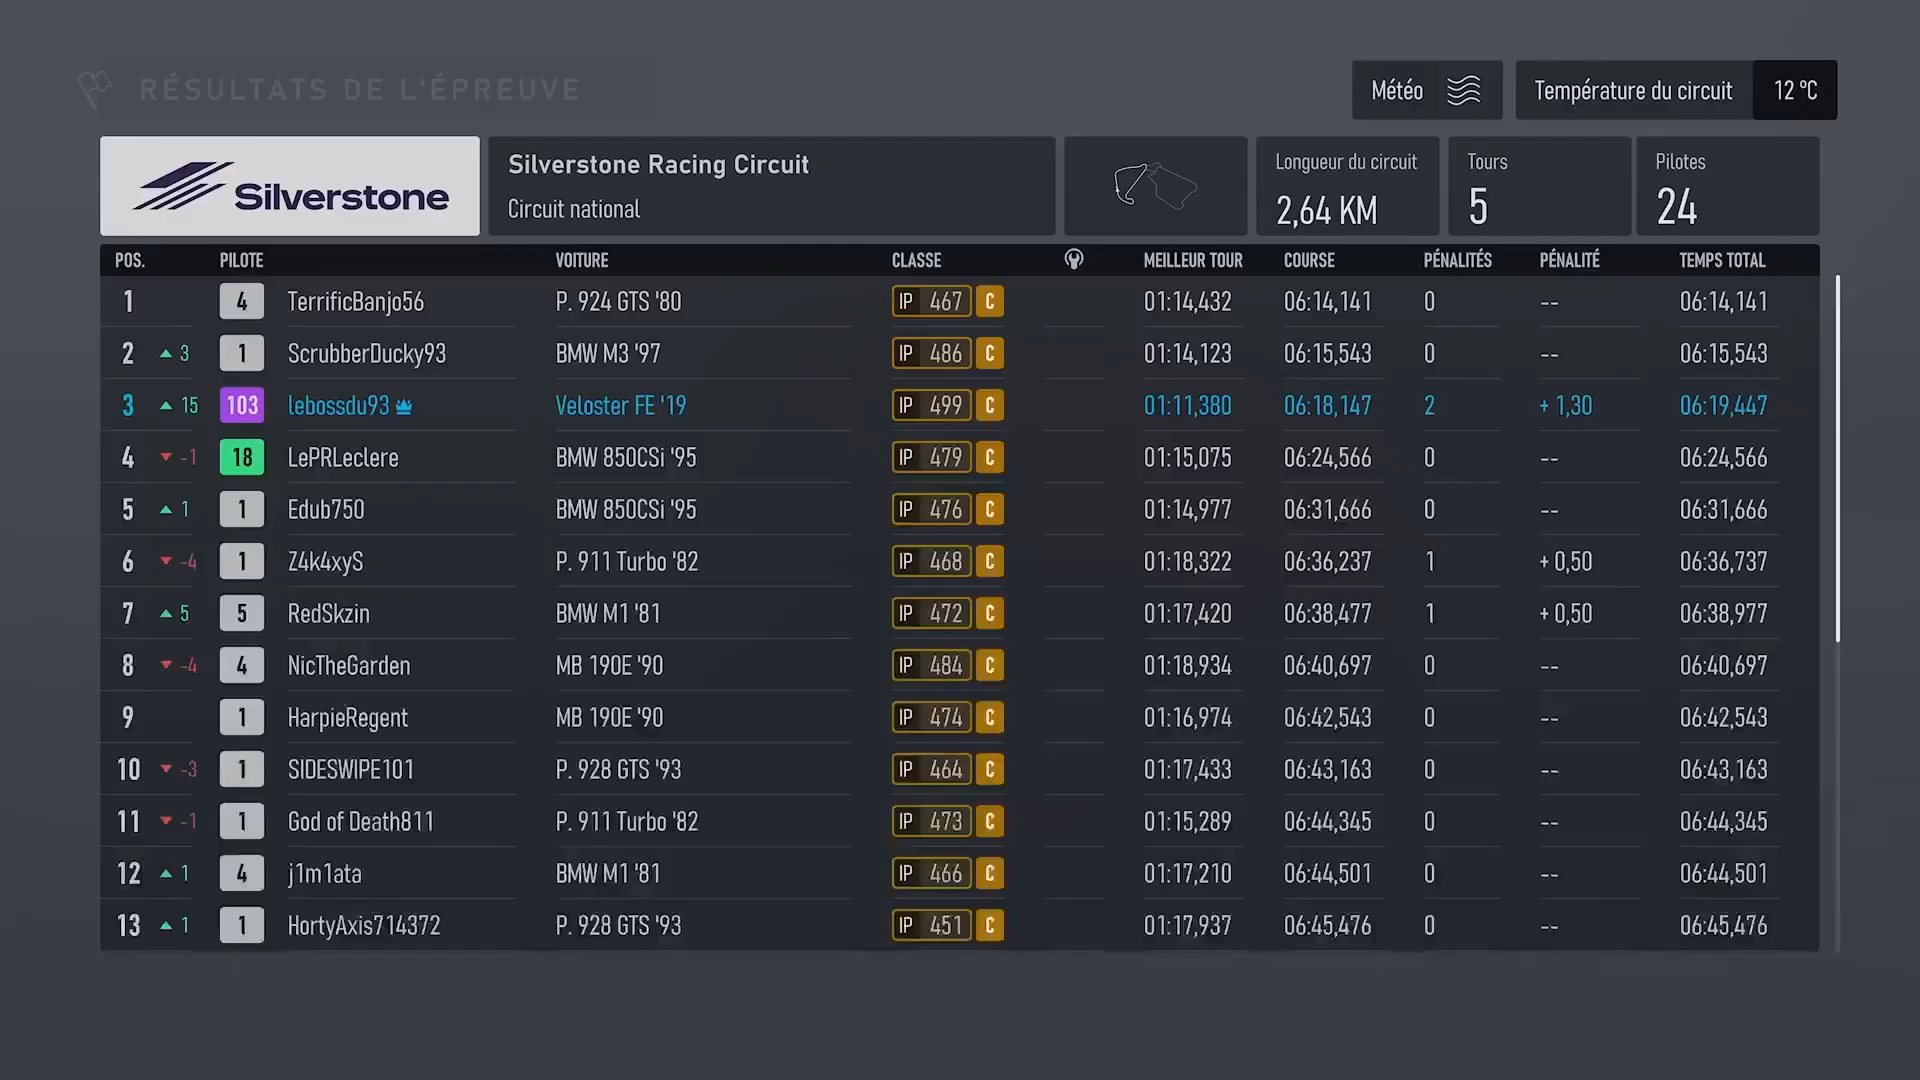 RÉSULTATS DE L'ÉPREUVE
Météo
Température du circuit 12 °C
Silverstone
Silverstone Racing Circuit
Circuit national
Longueur du circuit
2,64 KM
Tours
5
Pilotes
24
POS. PILOTE VOITURE CLASSE MEILLEUR TOUR COURSE PÉNALITÉS PÉNALITÉ TEMPS TOTAL
1 4 TerrificBanjo56 P. 924 GTS '80 IP 467 C 01:14,432 06:14,141 0 -- 06:14,141
2 3 1 ScrubberDucky93 BMW M3 '97 IP 486 C 01:14,123 06:15,543 0 -- 06:15,543
3 15 103 lebossdu93 Veloster FE '19 IP 499 C 01:11,380 06:18,147 2 + 1,30 06:19,447
4 -1 18 LePRLeclere BMW 850CSi '95 IP 479 C 01:15,075 06:24,566 0 -- 06:24,566
5 1 1 Edub750 BMW 850CSi '95 IP 476 C 01:14,977 06:31,666 0 -- 06:31,666
6 -4 1 Z4k4xyS P. 911 Turbo '82 IP 468 C 01:18,322 06:36,237 1 + 0,50 06:36,737
7 5 5 RedSkzin BMW M1 '81 IP 472 C 01:17,420 06:38,477 1 + 0,50 06:38,977
8 -4 4 NicTheGarden MB 190E '90 IP 484 C 01:18,934 06:40,697 0 -- 06:40,697
9 1 HarpieRegent MB 190E '90 IP 474 C 01:16,974 06:42,543 0 -- 06:42,543
10 -3 1 SIDESWIPE101 P. 928 GTS '93 IP 464 C 01:17,433 06:43,163 0 -- 06:43,163
11 -1 1 God of Death811 P. 911 Turbo '82 IP 473 C 01:15,289 06:44,345 0 -- 06:44,345
12 1 4 j1m1ata BMW M1 '81 IP 466 C 01:17,210 06:44,501 0 -- 06:44,501
13 1 1 HortyAxis714372 P. 928 GTS '93 IP 451 C 01:17,937 06:45,476 0 -- 06:45,476